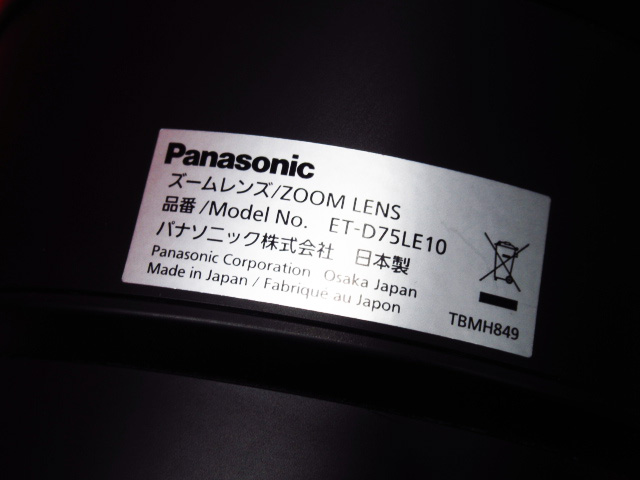 Panasonic
ズームレンズ/ZOOM LENS
品番/Model No. ET-D75LE10
パナソニック株式会社 日本製
Panasonic Corporation Osaka Japan
Made in Japan / Fabriqué au Japon
TBMH849